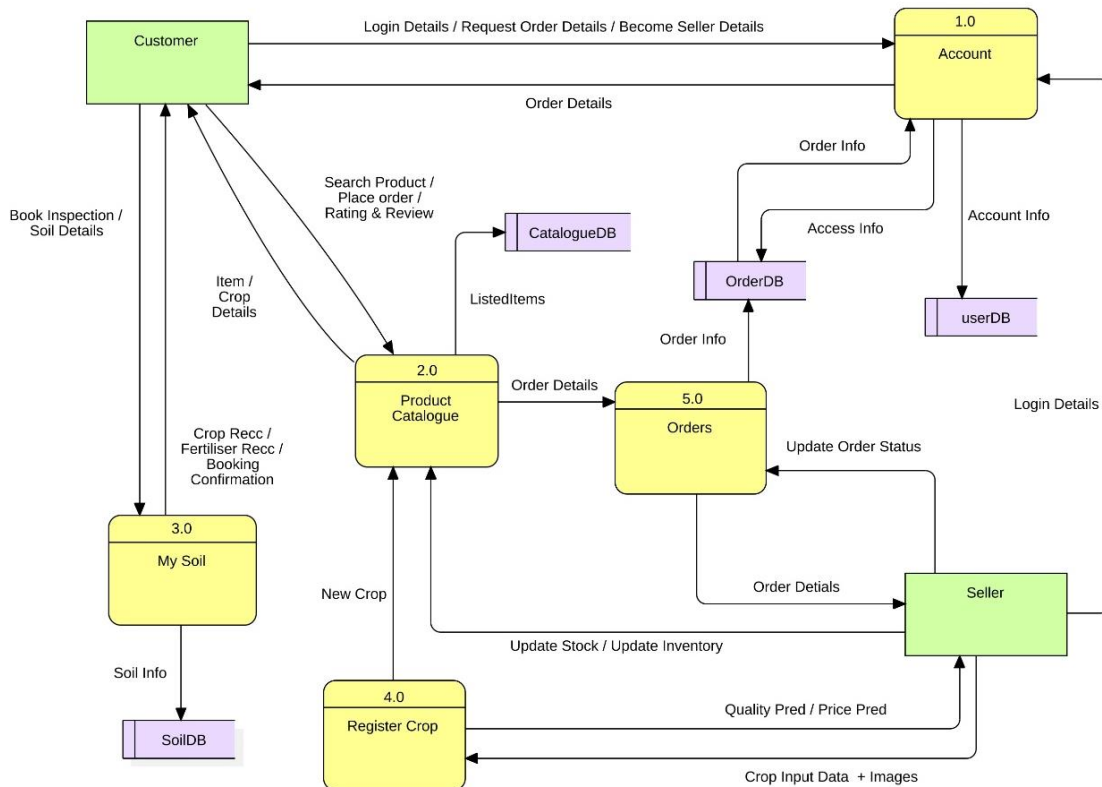 Customer
Login Details / Request Order Details / Become Seller Details
1.0
Account
Order Details
Order Info
Search Product /
Place order /
Rating & Review
Book Inspection /
Soil Details
CatalogueDB
Access Info
Account Info
Item /
Crop
Details
ListedItems
OrderDB
userDB
Order Info
2.0
Product
Catalogue
Order Details
5.0
Orders
Login Details
Crop Recc /
Fertiliser Recc /
Booking
Confirmation
Update Order Status
3.0
My Soil
New Crop
Order Detials
Seller
Update Stock / Update Inventory
Soil Info
4.0
Register Crop
Quality Pred / Price Pred
SoilDB
Crop Input Data + Images